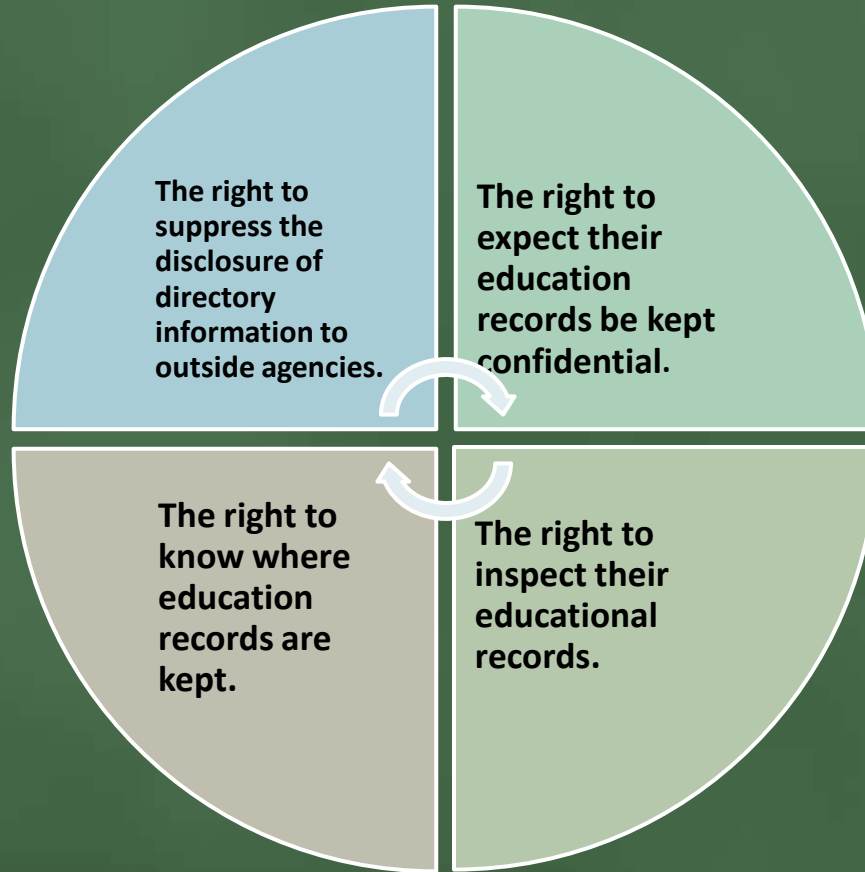 The right to
suppress the
disclosure of
directory
information to
outside agencies.
The right to
expect their
education
records be kept
confidential.
The right to
know where
education
records are
kept.
The right to
inspect their
educational
records.